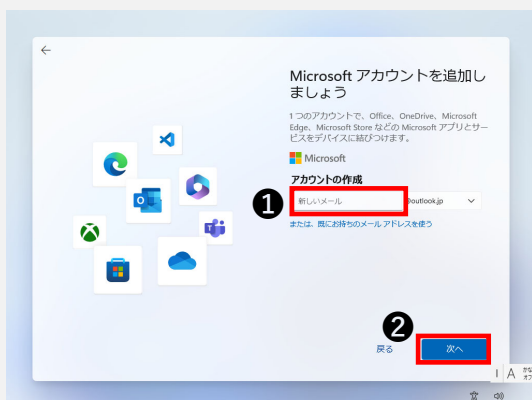 Microsoft アカウントを追加し
ましょう
1 つのアカウントで、Office、OneDrive、Microsoft
Edge、Microsoft Store などの Microsoft アプリとサー
ビスをデバイスに結びつけます。
Microsoft
アカウントの作成
❶
新しいメール
@outlook.jp
または、既にお持ちのメール アドレスを使う
❷
戻る
次へ
A